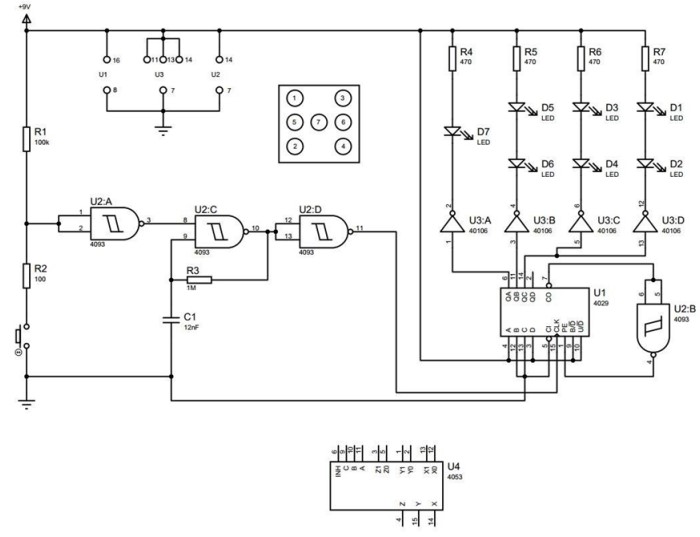 +9V
16
11
13
14
14
U1
U3
U2
8
7
7
R1
100k
1
3
5
7
6
2
4
R4
470
R5
470
R6
470
R7
470
D7
LED
D5
LED
D3
LED
D1
LED
D6
LED
D4
LED
D2
LED
U2:A
1
2
3
4093
U2:C
8
9
10
4093
U2:D
12
13
11
4093
2
1
U3:A
40106
4
3
U3:B
40106
6
5
U3:C
40106
12
13
U3:D
40106
R2
100
R3
1M
C1
12nF
6
11
14
2
7
QA
QB
QC
QD
CO
U1
4029
A
B
C
D
CI
CLK
PE
B/D
U/D
4
12
13
3
5
15
1
9
10
6
5
U2:B
4093
4
6
9
10
11
3
5
1
2
13
12
INH
C
B
A
Z1
Z0
Y1
Y0
X1
X0
U4
4053
Z
Y
X
4
15
14